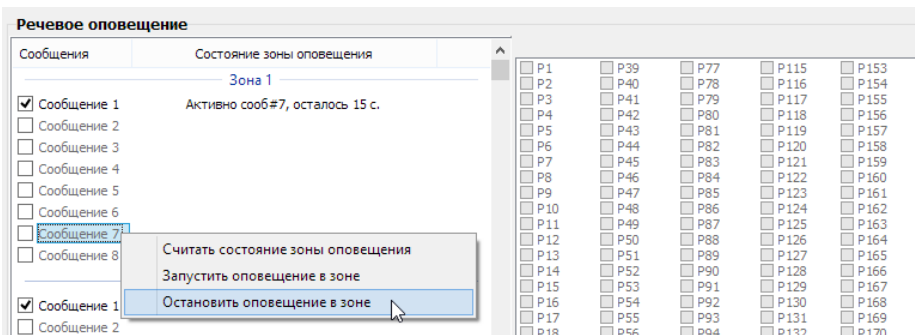 Речевое оповещение
Сообщения Состояние зоны оповещения
Зона 1
Сообщение 1 Активно сооб#7, осталось 15 с.
Сообщение 2
Сообщение 3
Сообщение 4
Сообщение 5
Сообщение 6
Сообщение 7
Сообщение 8
Считать состояние зоны оповещения
Запустить оповещение в зоне
Остановить оповещение в зоне
Сообщение 1
Сообщение 2
P1 P39 P77 P115 P153
P2 P40 P78 P116 P154
P3 P41 P79 P117 P155
P4 P42 P80 P118 P156
P5 P43 P81 P119 P157
P6 P44 P82 P120 P158
P7 P45 P83 P121 P159
P8 P46 P84 P122 P160
P9 P47 P85 P123 P161
P10 P48 P86 P124 P162
P11 P49 P87 P125 P163
P12 P50 P88 P126 P164
P13 P51 P89 P127 P165
P14 P52 P90 P128 P166
P15 P53 P91 P129 P167
P16 P54 P92 P130 P168
P17 P55 P93 P131 P169
P18 P56 P94 P132 P170